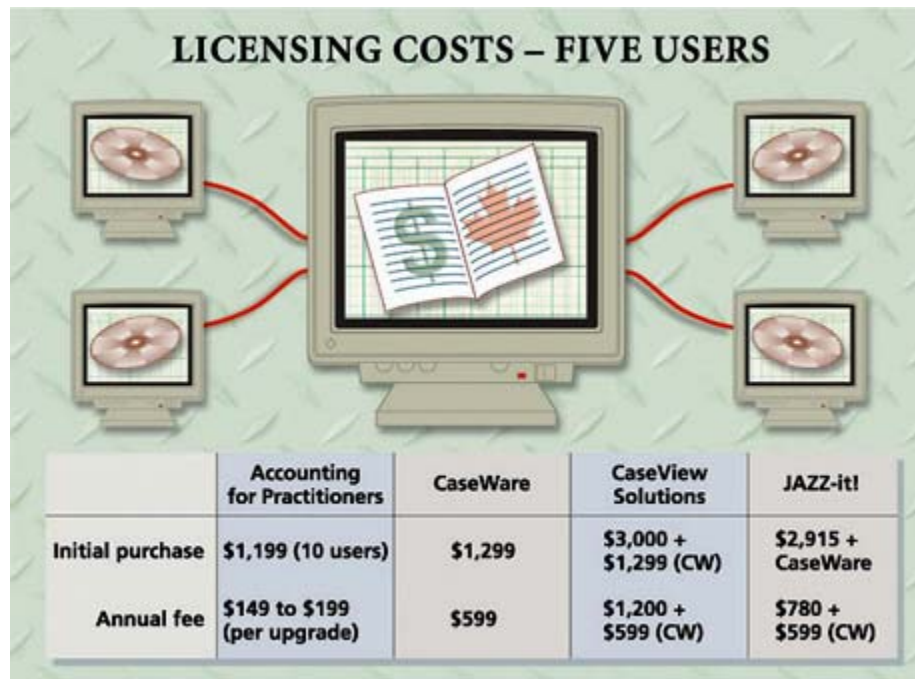 LICENSING COSTS – FIVE USERS
$
Accounting for Practitioners
CaseWare
CaseView Solutions
JAZZ-it!
Initial purchase
$1,199 (10 users)
$1,299
$3,000 +
$1,299 (CW)
$2,915 +
CaseWare
Annual fee
$149 to $199
(per upgrade)
$599
$1,200 +
$599 (CW)
$780 +
$599 (CW)